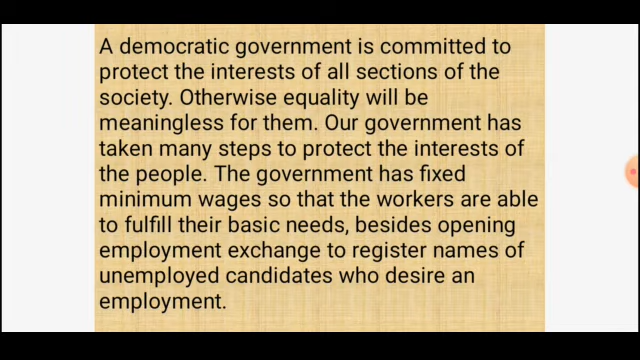 A democratic government is committed to
protect the interests of all sections of the
society. Otherwise equality will be
meaningless for them. Our government has
taken many steps to protect the interests of
the people. The government has fixed
minimum wages so that the workers are able
to fulfill their basic needs, besides opening
employment exchange to register names of
unemployed candidates who desire an
employment.